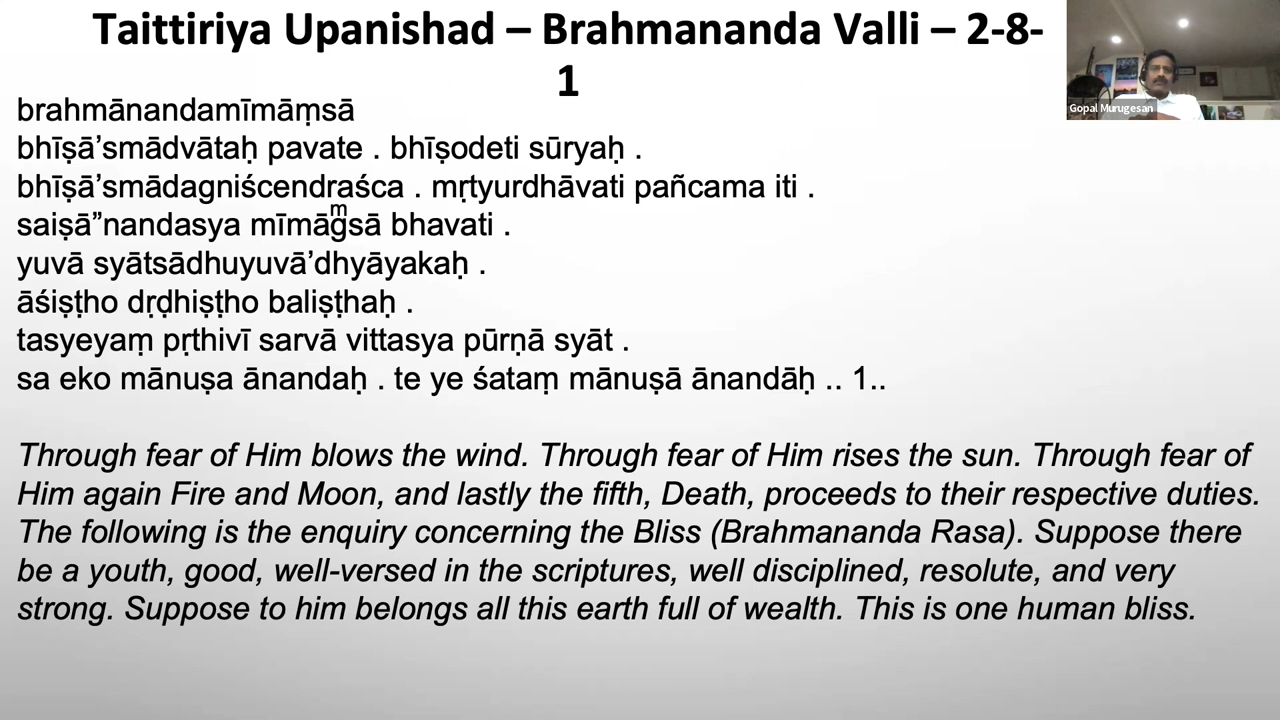 Taittiriya Upanishad – Brahmananda Valli – 2-8-
1
Gopal Murugesan
brahmānandamīmāṃsā
bhīṣā’smādvātaḥ pavate . bhīṣodeti sūryaḥ .
bhīṣā’smādagniścendraśca . mṛtyurdhāvati pañcama iti .
saiṣā”nandasya mīmāgͫsā bhavati .
yuvā syātsādhuyuvā’dhyāyakaḥ .
āśiṣṭho dṛḍhiṣṭho baliṣṭhaḥ .
tasyeyaṃ pṛthivī sarvā vittasya pūrṇā syāt .
sa eko mānuṣa ānandaḥ . te ye śataṃ mānuṣā ānandāḥ .. 1..
Through fear of Him blows the wind. Through fear of Him rises the sun. Through fear of
Him again Fire and Moon, and lastly the fifth, Death, proceeds to their respective duties.
The following is the enquiry concerning the Bliss (Brahmananda Rasa). Suppose there
be a youth, good, well-versed in the scriptures, well disciplined, resolute, and very
strong. Suppose to him belongs all this earth full of wealth. This is one human bliss.